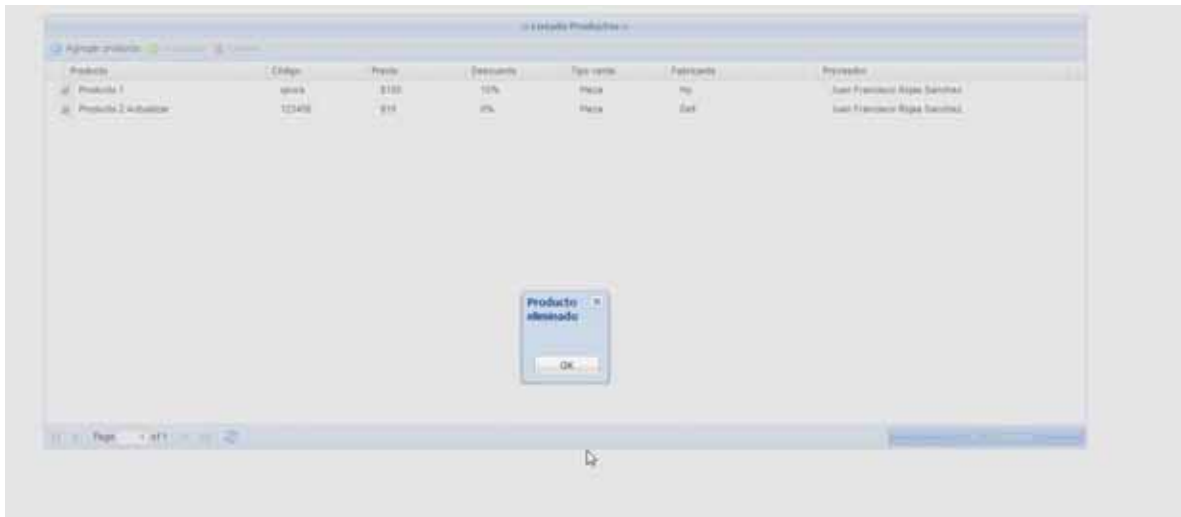 :: Listado Productos ::
Agregar producto
Producto Código Precio Descuento Tipo venta Fabricante Proveedor
Producto 1 $100 10% Pieza Hp Juan Francisco Rojas Sanchez
Producto 2 Actualizar 123456 $10 Pieza Dell Juan Francisco Rojas Sanchez
Producto
eliminado
OK
Page of 1